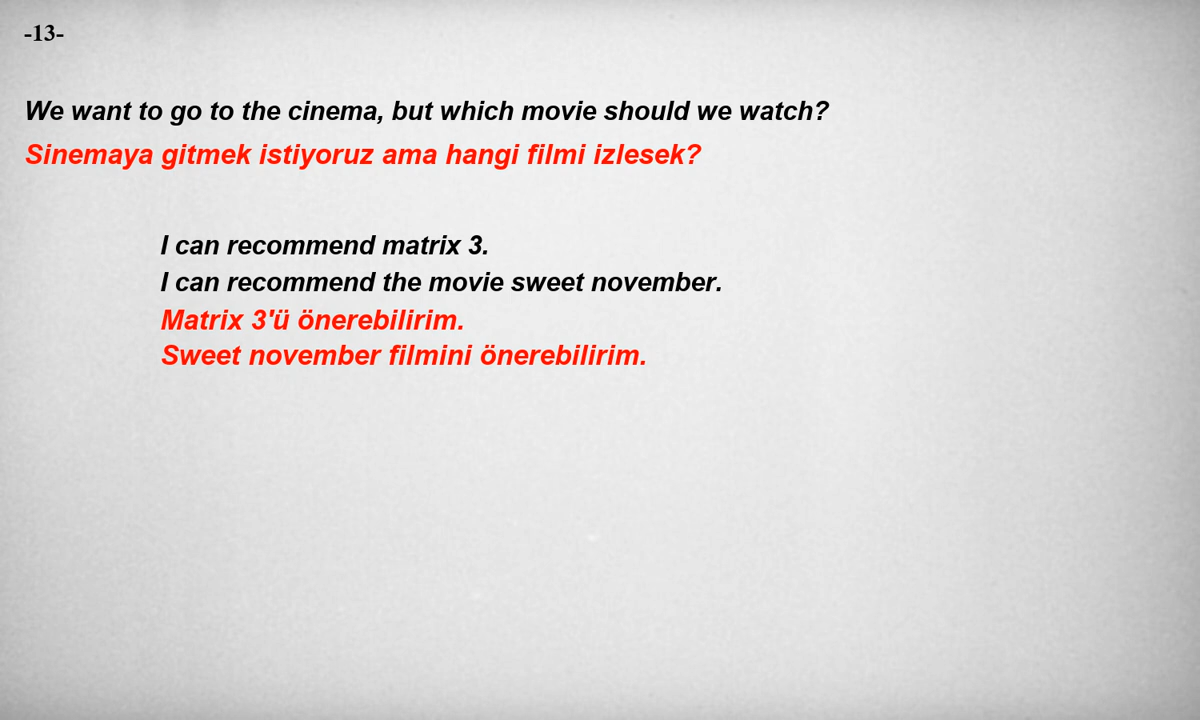 -13-
We want to go to the cinema, but which movie should we watch?
Sinemaya gitmek istiyoruz ama hangi filmi izlesek?
I can recommend matrix 3.
I can recommend the movie sweet november.
Matrix 3'ü önerebilirim.
Sweet november filmini önerebilirim.